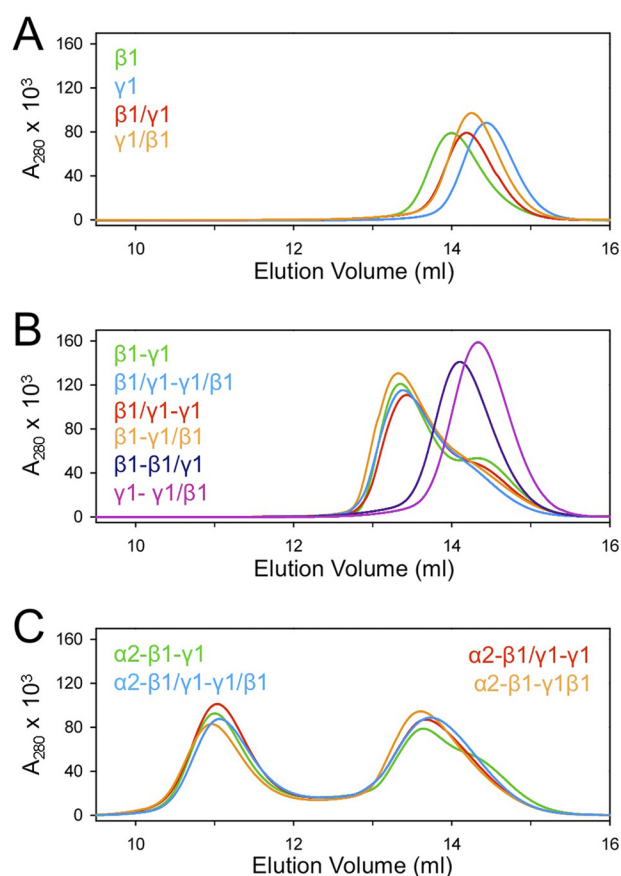 A
160
120
80
40
0
A280 x 10³
β1
γ1
β1/γ1
γ1/β1
10 12 14 16
Elution Volume (ml)
B
160
120
80
40
0
A280 x 10³
β1-γ1
β1/γ1-γ1/β1
β1/γ1-γ1
β1-γ1/β1
β1-β1/γ1
γ1- γ1/β1
10 12 14 16
Elution Volume (ml)
C
160
120
80
40
0
A280 x 10³
α2-β1-γ1 α2-β1/γ1-γ1
α2-β1/γ1-γ1/β1 α2-β1-γ1β1
10 12 14 16
Elution Volume (ml)